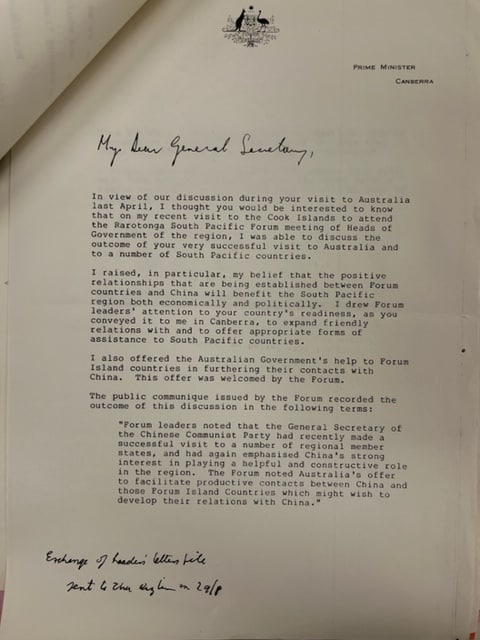 PRIME MINISTER
CANBERRA
My Dear General Secretary,
In view of our discussion during your visit to Australia
last April, I thought you would be interested to know
that on my recent visit to the Cook Islands to attend
the Rarotonga South Pacific Forum meeting of Heads of
Government of the region, I was able to discuss the
outcome of your very successful visit to Australia and
to a number of South Pacific countries.
I raised, in particular, my belief that the positive
relationships that are being established between Forum
countries and China will benefit the South Pacific
region both economically and politically. I drew Forum
leaders' attention to your country's readiness, as you
conveyed it to me in Canberra, to expand friendly
relations with and to offer appropriate forms of
assistance to South Pacific countries.
I also offered the Australian Government's help to Forum
Island countries in furthering their contacts with
China. This offer was welcomed by the Forum.
The public communique issued by the Forum recorded the
outcome of this discussion in the following terms:
"Forum leaders noted that the General Secretary of
the Chinese Communist Party had recently made a
successful visit to a number of regional member
states, and had again emphasised China's strong
interest in playing a helpful and constructive role
in the region. The Forum noted Australia's offer
to facilitate productive contacts between China and
those Forum Island Countries which might wish to
develop their relations with China."
Exchange of leaders' letters file
sent to on 29/8